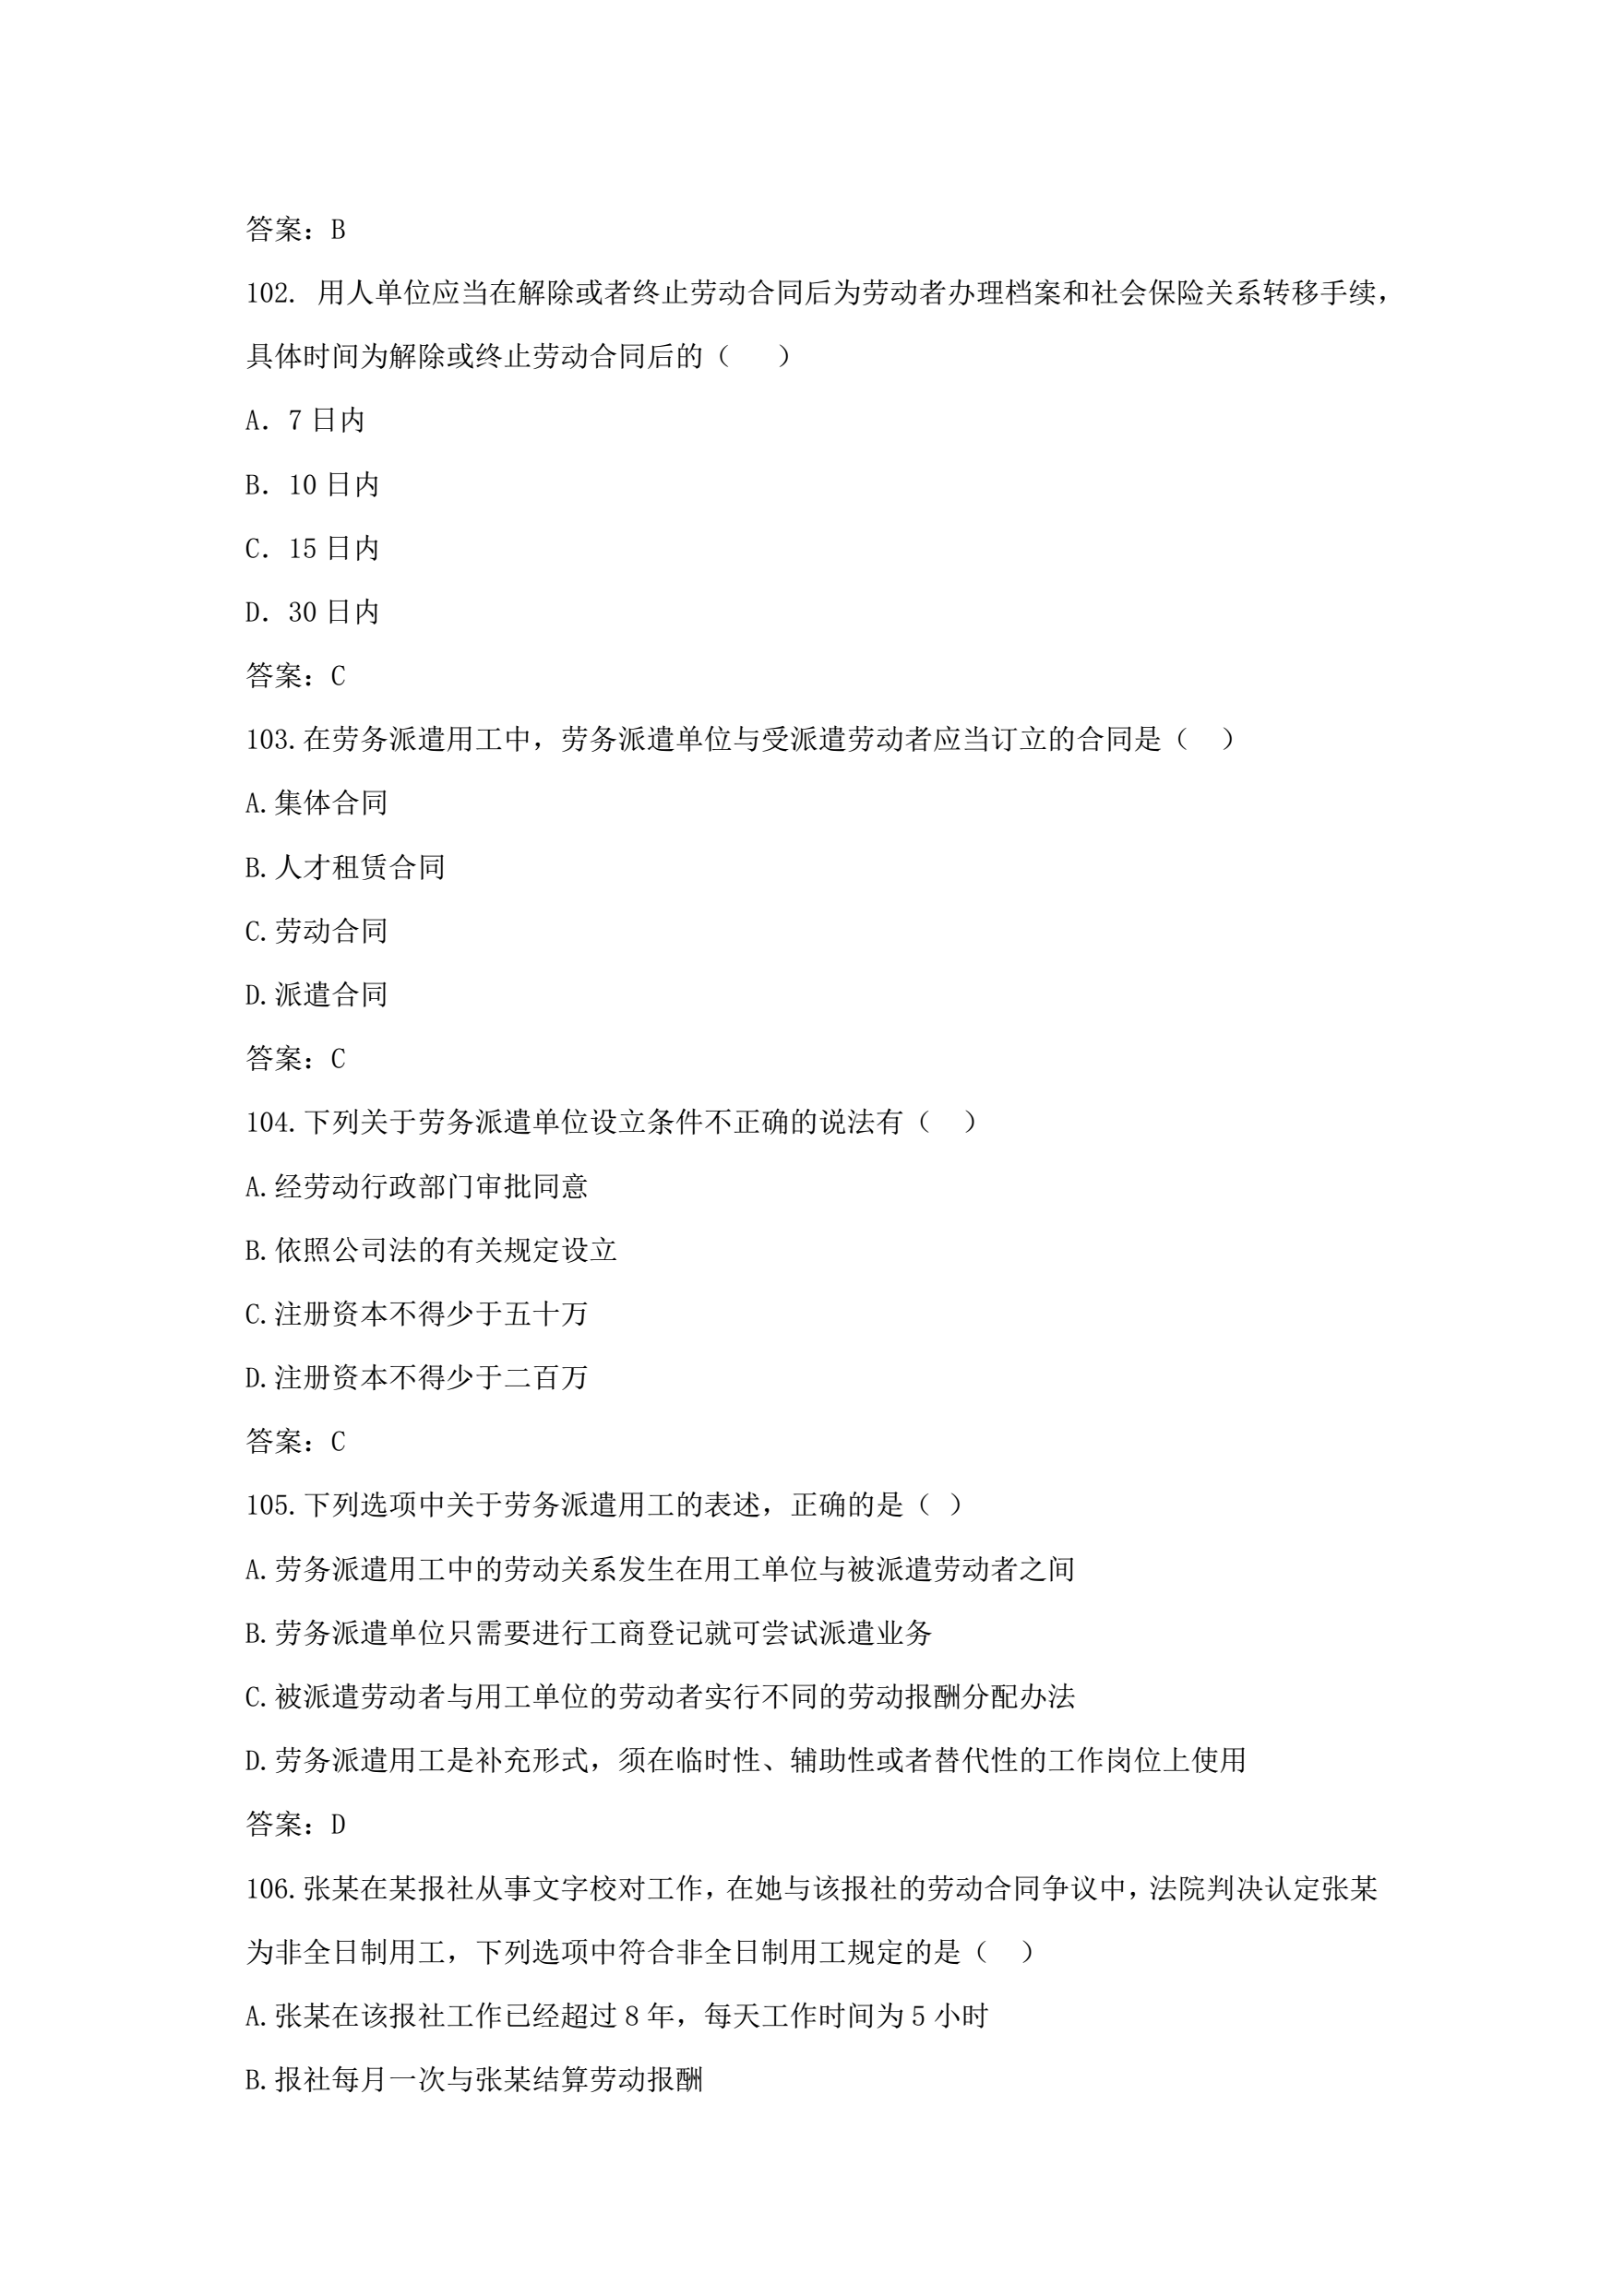 答案：B
102. 用人单位应当在解除或者终止劳动合同后为劳动者办理档案和社会保险关系转移手续，
具体时间为解除或终止劳动合同后的（   ）
A. 7 日内
B. 10 日内
C. 15 日内
D. 30 日内
答案：C
103.在劳务派遣用工中，劳务派遣单位与受派遣劳动者应当订立的合同是（  ）
A.集体合同
B.人才租赁合同
C.劳动合同
D.派遣合同
答案：C
104.下列关于劳务派遣单位设立条件不正确的说法有（  ）
A.经劳动行政部门审批同意
B.依照公司法的有关规定设立
C.注册资本不得少于五十万
D.注册资本不得少于二百万
答案：C
105.下列选项中关于劳务派遣用工的表述，正确的是（ ）
A.劳务派遣用工中的劳动关系发生在用工单位与被派遣劳动者之间
B.劳务派遣单位只需要进行工商登记就可尝试派遣业务
C.被派遣劳动者与用工单位的劳动者实行不同的劳动报酬分配办法
D.劳务派遣用工是补充形式，须在临时性、辅助性或者替代性的工作岗位上使用
答案：D
106.张某在某报社从事文字校对工作，在她与该报社的劳动合同争议中，法院判决认定张某
为非全日制用工，下列选项中符合非全日制用工规定的是（  ）
A.张某在该报社工作已经超过 8 年，每天工作时间为 5 小时
B.报社每月一次与张某结算劳动报酬